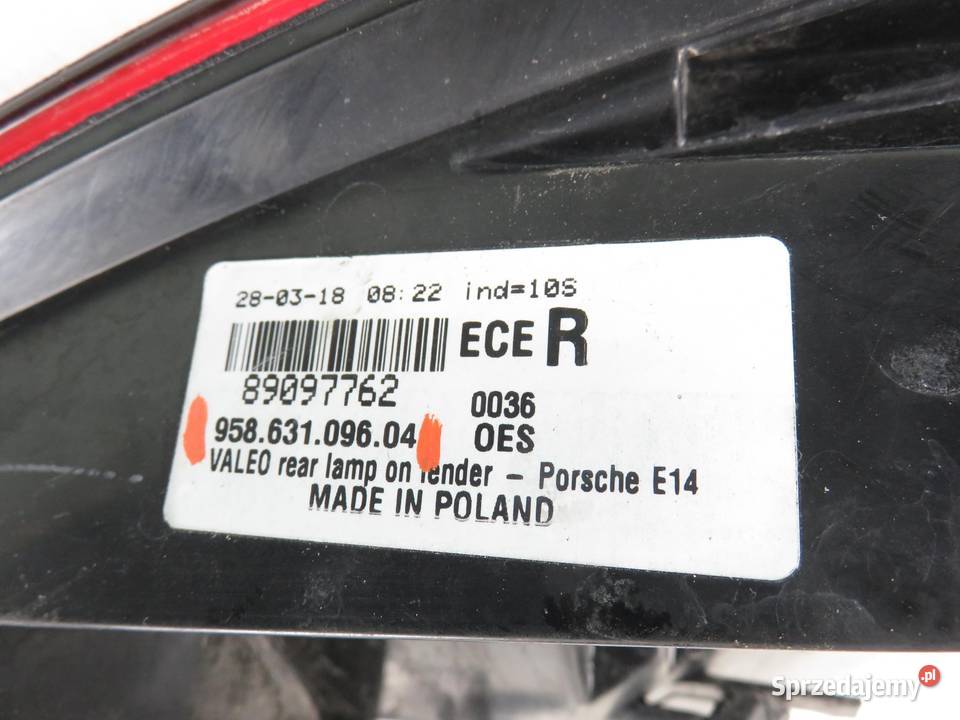 28-03-18 08:22 ind=10S
ECE R
89097762
0036
958.631.096.04
OES
VALEO rear lamp on fender - Porsche E14
MADE IN POLAND
Sprzedajemy.pl